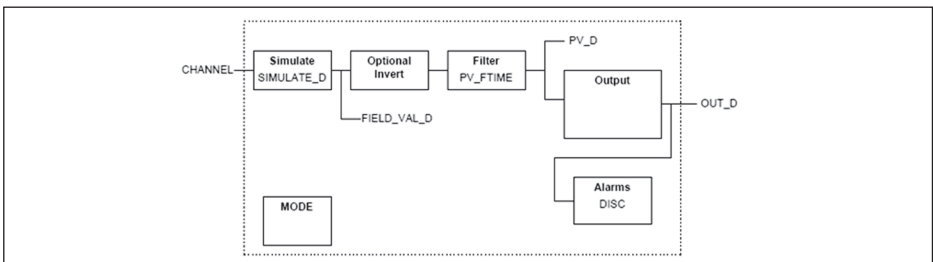 PV_D
CHANNEL
Simulate
SIMULATE_D
Optional
Invert
Filter
PV_FTIME
Output
OUT_D
FIELD_VAL_D
Alarms
DISC
MODE